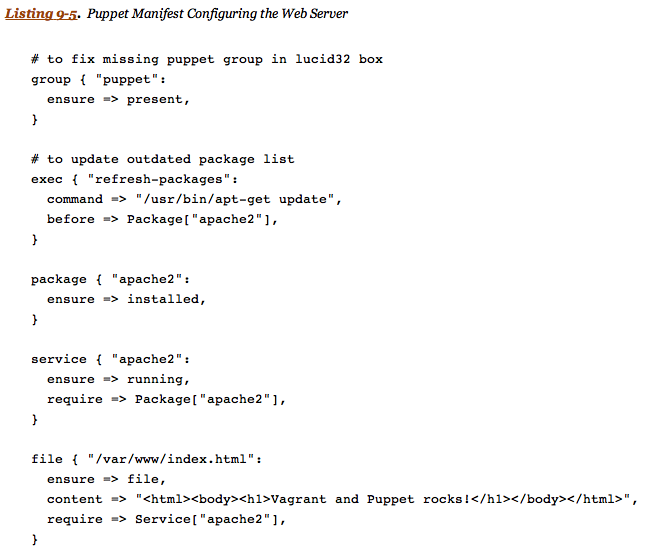 Listing 9-5. Puppet Manifest Configuring the Web Server
# to fix missing puppet group in lucid32 box
group { "puppet":
  ensure => present,
}
# to update outdated package list
exec { "refresh-packages":
  command => "/usr/bin/apt-get update",
  before => Package["apache2"],
}
package { "apache2":
  ensure => installed,
}
service { "apache2":
  ensure => running,
  require => Package["apache2"],
}
file { "/var/www/index.html":
  ensure => file,
  content => "<html><body><h1>Vagrant and Puppet rocks!</h1></body></html>",
  require => Service["apache2"],
}